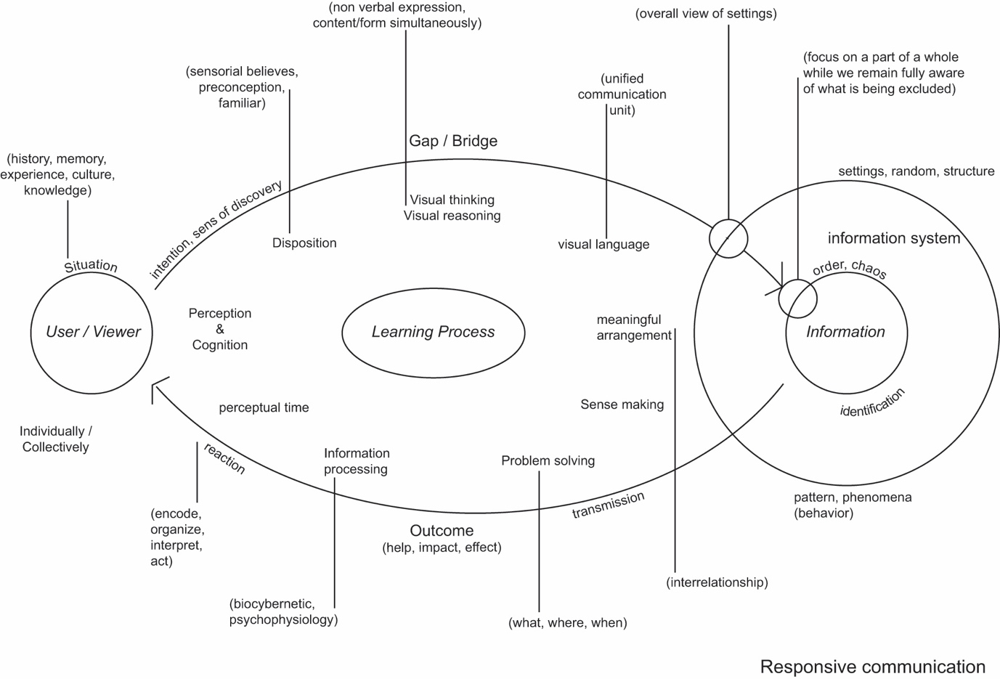 (non verbal expression,
content/form simultaneously)
(overall view of settings)
(focus on a part of a whole
while we remain fully aware
of what is being excluded)
(sensorial believes,
preconception,
familiar)
(unified
communication
unit)
Gap / Bridge
(history, memory,
experience, culture,
knowledge)
settings, random, structure
intention, sens of discovery
Visual thinking
Visual reasoning
Disposition
visual language
information system
Situation
order, chaos
User / Viewer
Perception
&
Cognition
Learning Process
meaningful
arrangement
Information
identification
perceptual time
Sense making
Individually /
Collectively
reaction
Information
processing
Problem solving
transmission
pattern, phenomena
(behavior)
(encode,
organize,
interpret,
act)
Outcome
(help, impact, effect)
(interrelationship)
(biocybernetic,
psychophysiology)
(what, where, when)
Responsive communication